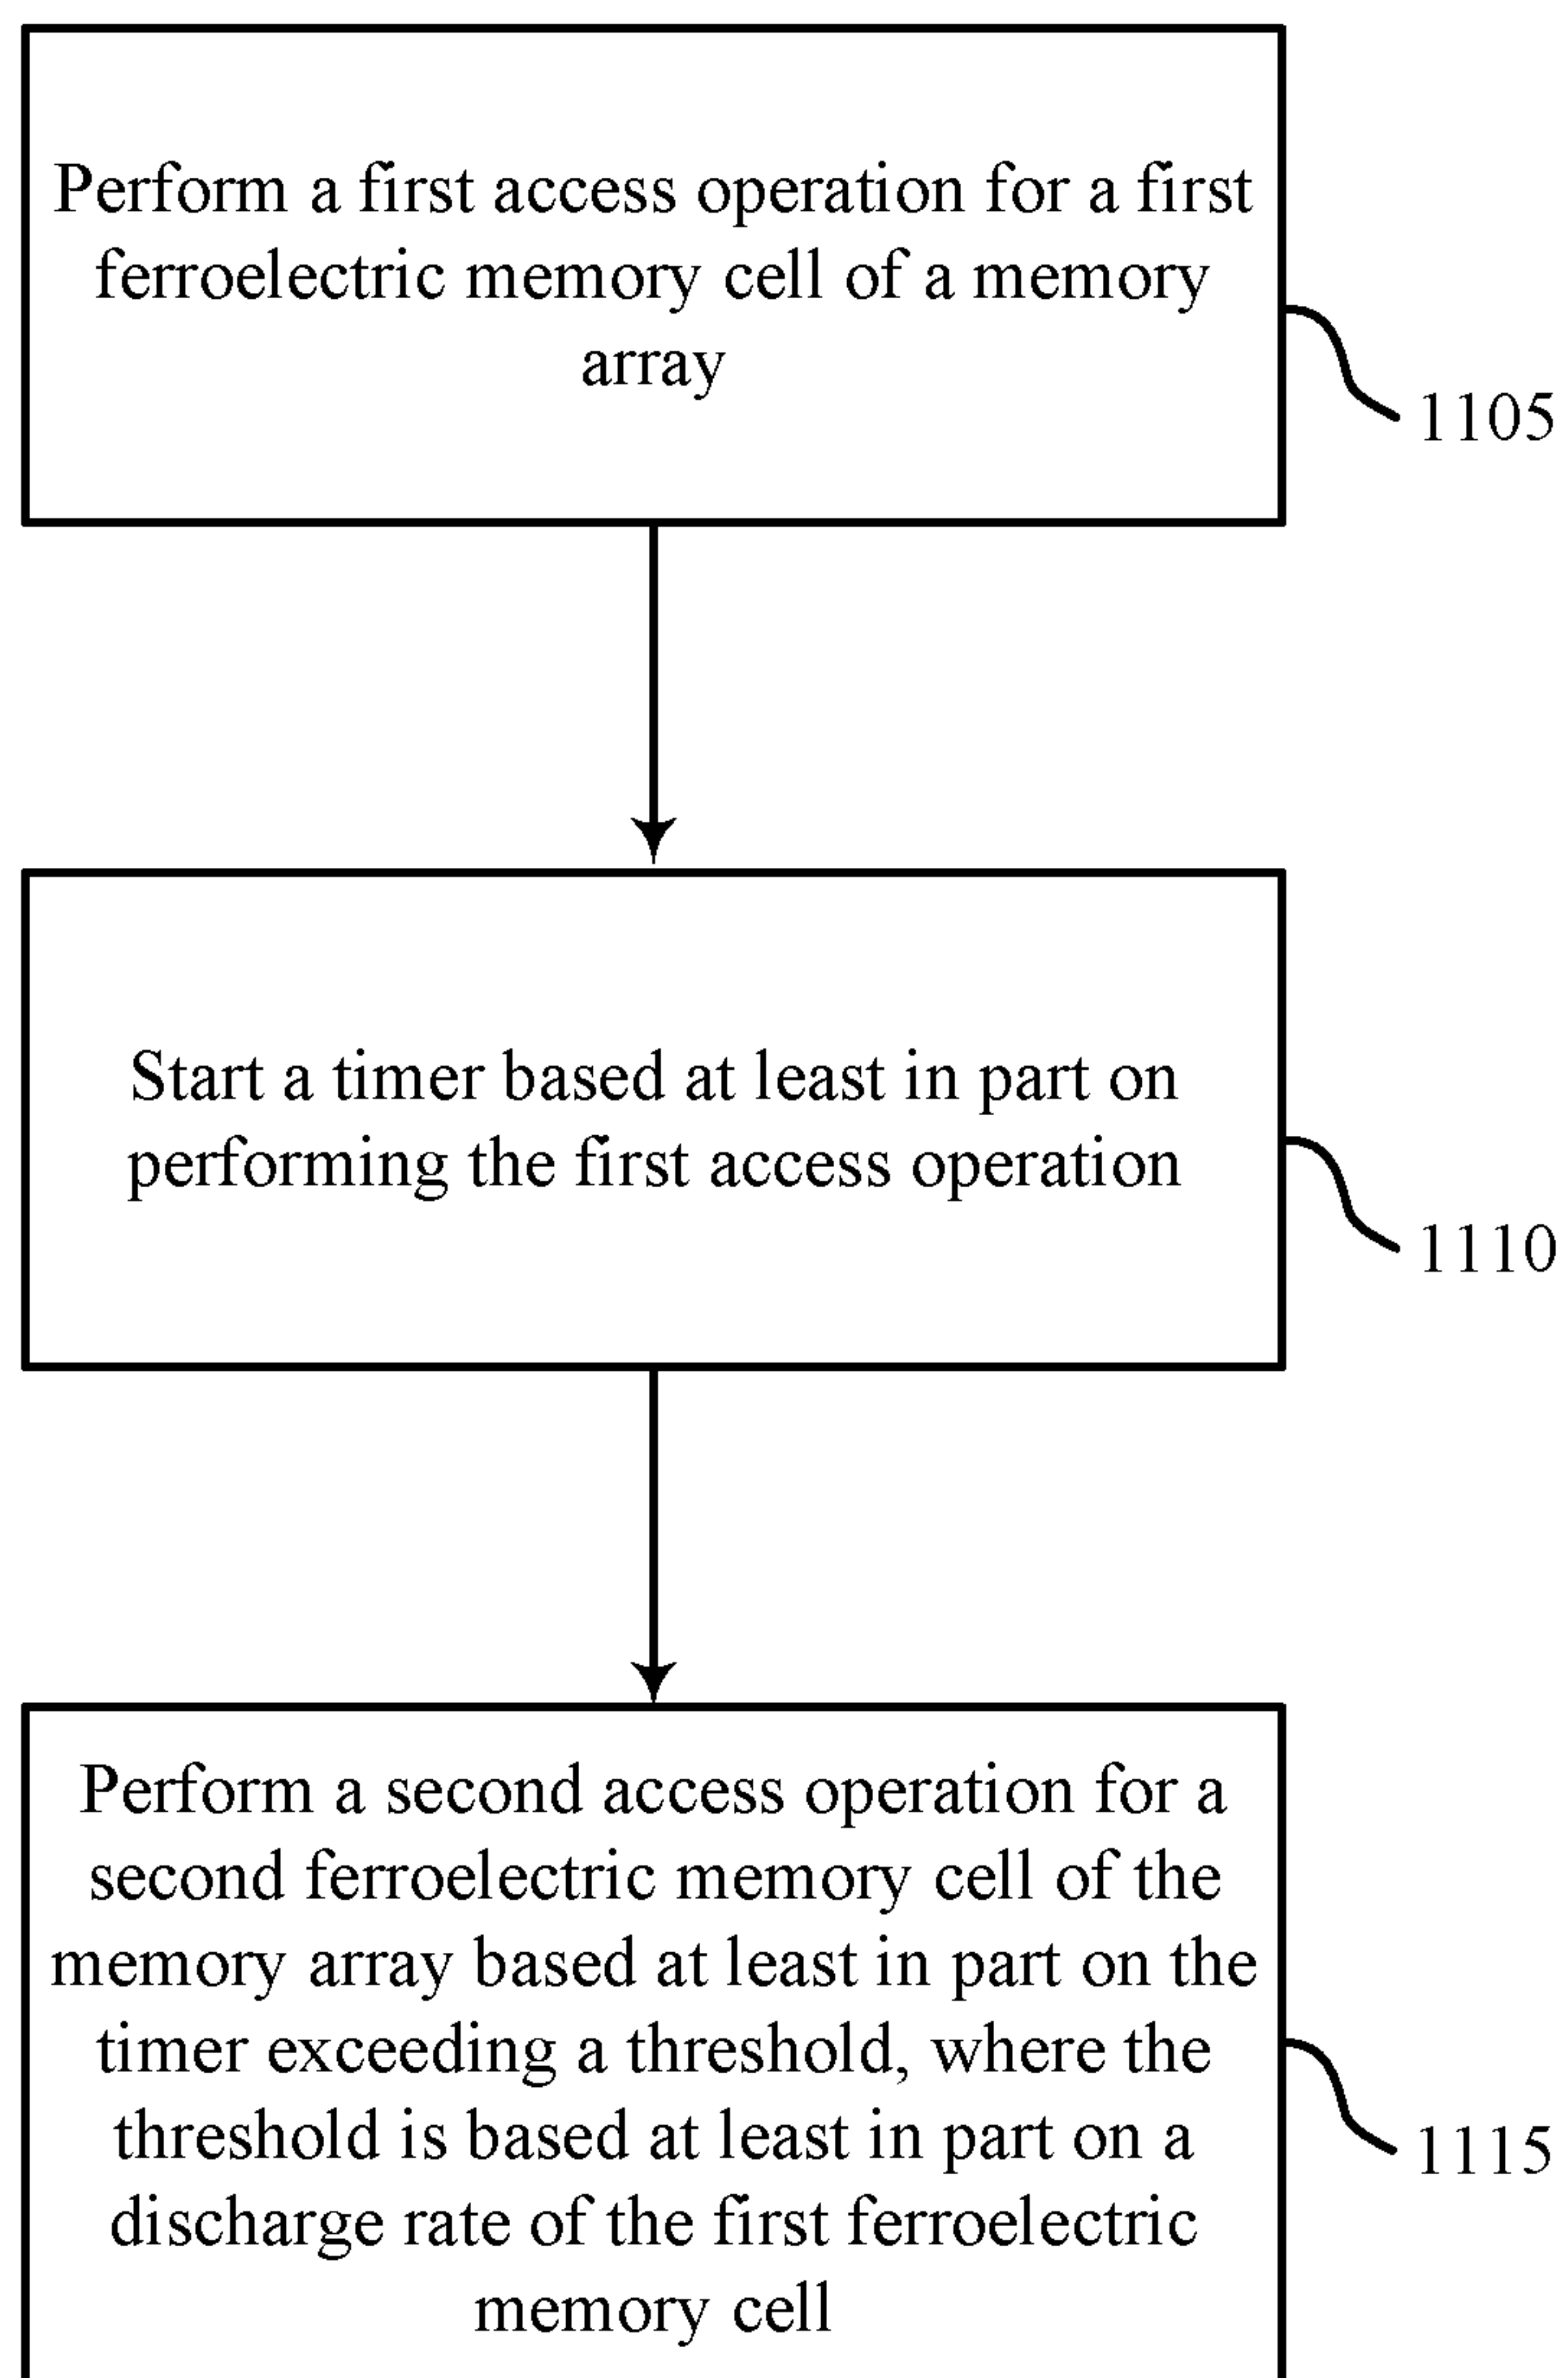 Perform a first access operation for a first
ferroelectric memory cell of a memory
array
1105
Start a timer based at least in part on
performing the first access operation
1110
Perform a second access operation for a
second ferroelectric memory cell of the
memory array based at least in part on the
timer exceeding a threshold, where the
threshold is based at least in part on a
discharge rate of the first ferroelectric
memory cell
1115